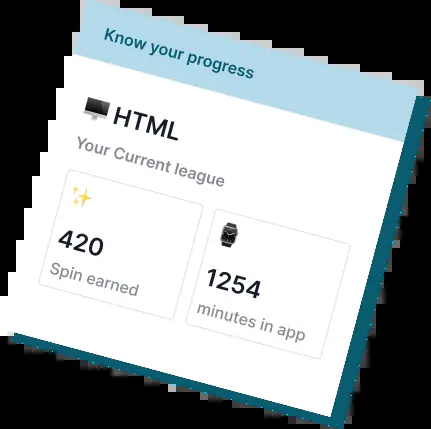 Know your progress
HTML
Your Current league
420
Spin earned
1254
minutes in app